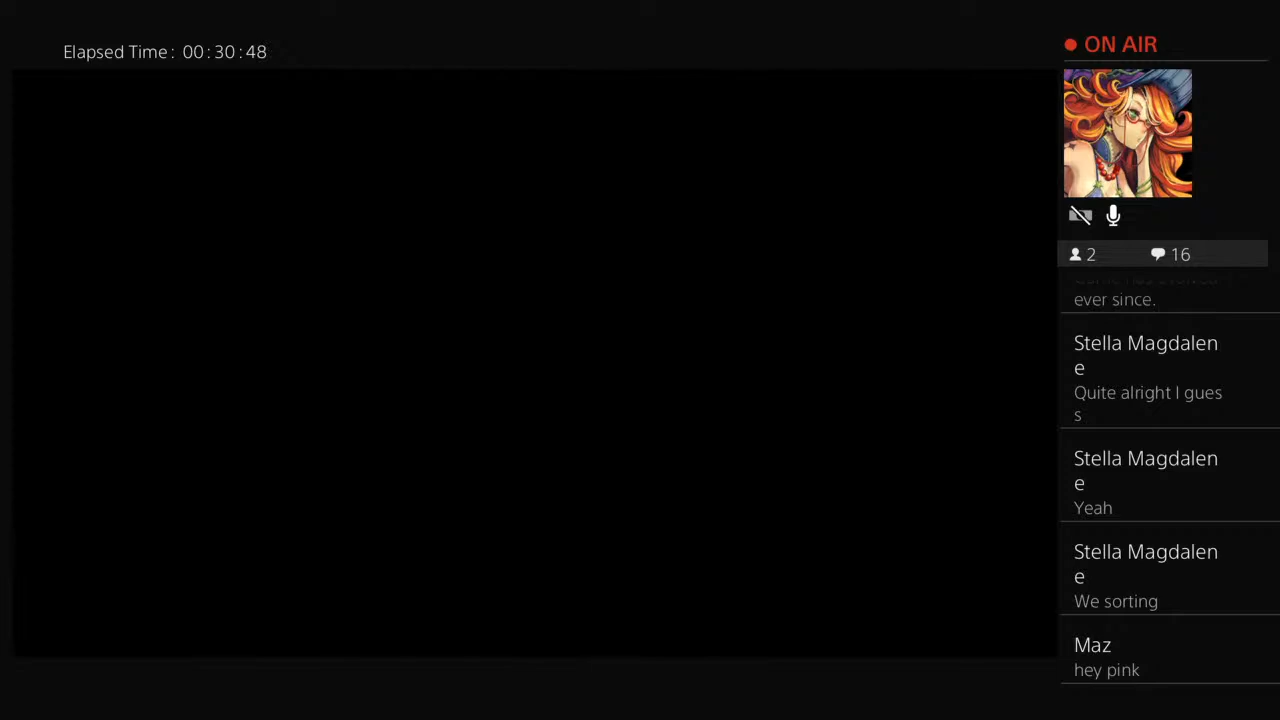 Elapsed Time: 00:30:48
ON AIR
2 16
ever since.
Stella Magdalen
e
Quite alright I gues
s
Stella Magdalen
e
Yeah
Stella Magdalen
e
We sorting
Maz
hey pink